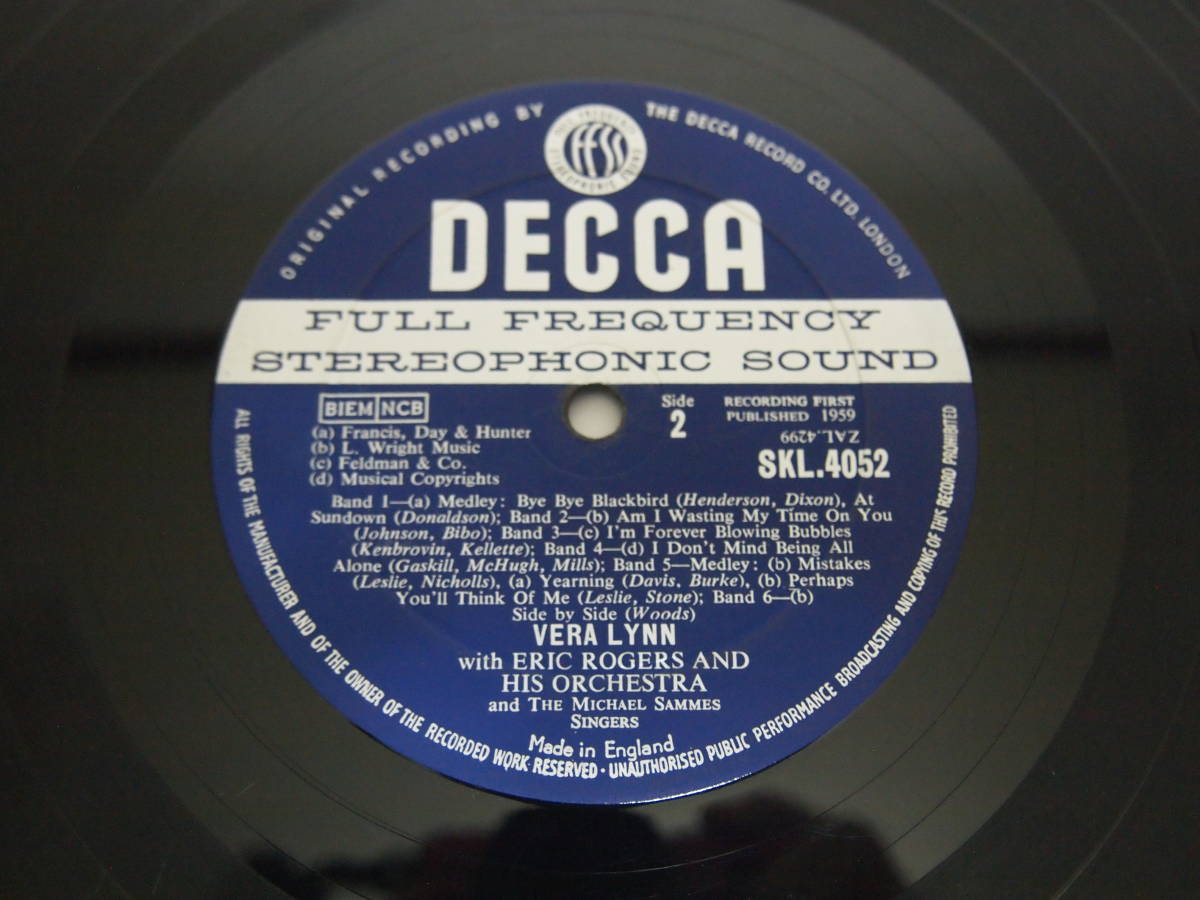 ORIGINAL RECORDING BY THE DECCA RECORD CO. LTD. LONDON
FULL FREQUENCY
ffss
STEREOPHONIC SOUND
DECCA
FULL FREQUENCY
STEREOPHONIC SOUND
BIEM NCB
(a) Francis, Day & Hunter
(b) L. Wright Music
(c) Feldman & Co.
(d) Musical Copyrights
Side
2
RECORDING FIRST
PUBLISHED 1959
ZAL.4299
SKL.4052
Band 1—(a) Medley: Bye Bye Blackbird (Henderson, Dixon), At
Sundown (Donaldson); Band 2—(b) Am I Wasting My Time On You
(Johnson, Bibo); Band 3—(c) I'm Forever Blowing Bubbles
(Kenbrovin, Kellette); Band 4—(d) I Don't Mind Being All
Alone (Gaskill, McHugh, Mills); Band 5—Medley: (b) Mistakes
(Leslie, Nicholls), (a) Yearning (Davis, Burke), (b) Perhaps
You'll Think Of Me (Leslie, Stone); Band 6—(b)
Side by Side (Woods)
VERA LYNN
with ERIC ROGERS AND
HIS ORCHESTRA
and THE MICHAEL SAMMES
SINGERS
Made in England
ALL RIGHTS OF THE MANUFACTURER AND OF THE OWNER OF THE RECORDED WORK RESERVED · UNAUTHORISED PUBLIC PERFORMANCE BROADCASTING AND COPYING OF THIS RECORD PROHIBITED